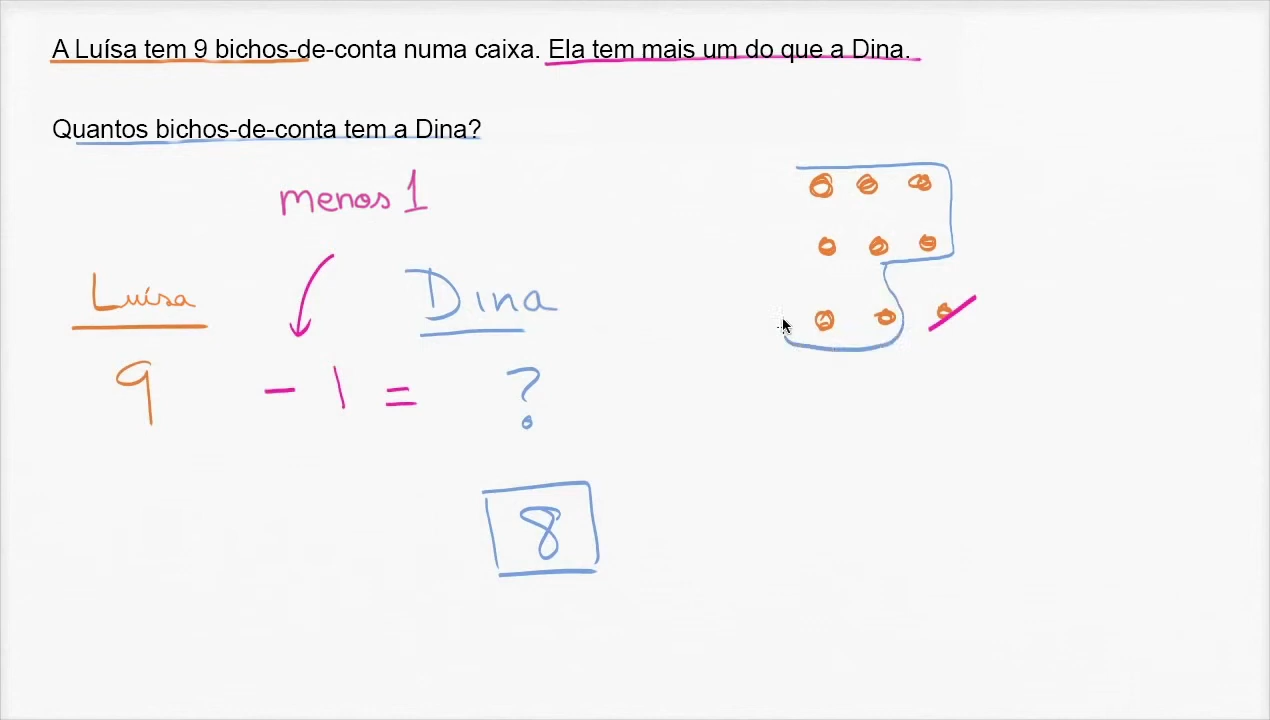 A Luísa tem 9 bichos-de-conta numa caixa. Ela tem mais um do que a Dina.
Quantos bichos-de-conta tem a Dina?
menos 1
Luísa Dina
9 - 1 = ?
8